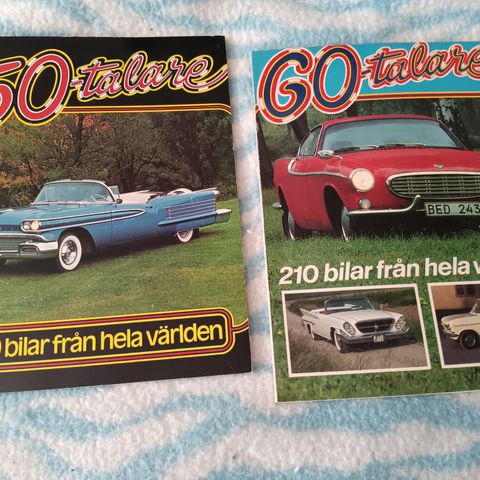 50-talare
bilar från hela världen
60-talare
BED 243
210 bilar från hela